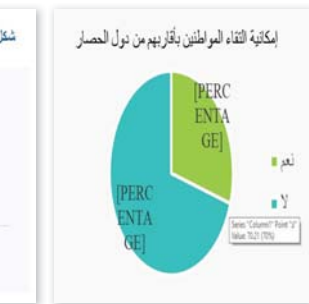 شكل
إمكانية التقاء المواطنين بأقاربهم من دول الحصار
[PERC
ENTA
GE]
نعم
[PERC
ENTA
GE]
لا
Series "Column1" Point "لا"
Value: 70,21 (70%)